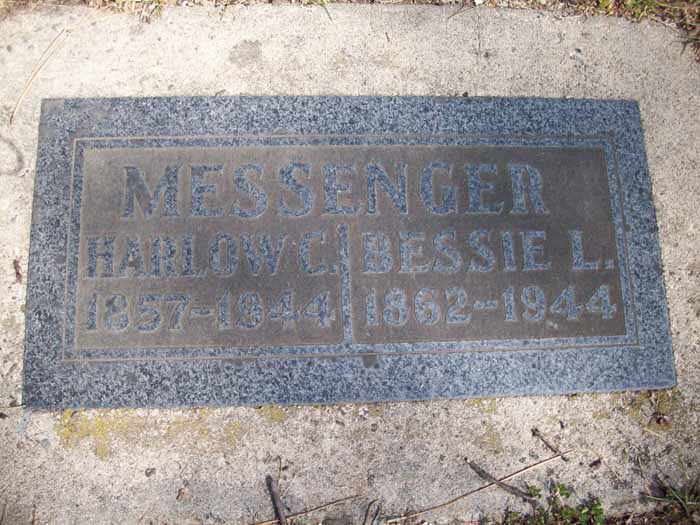 MESSENGER
HARLOW C. BESSIE L.
1857-1944 1862-1944